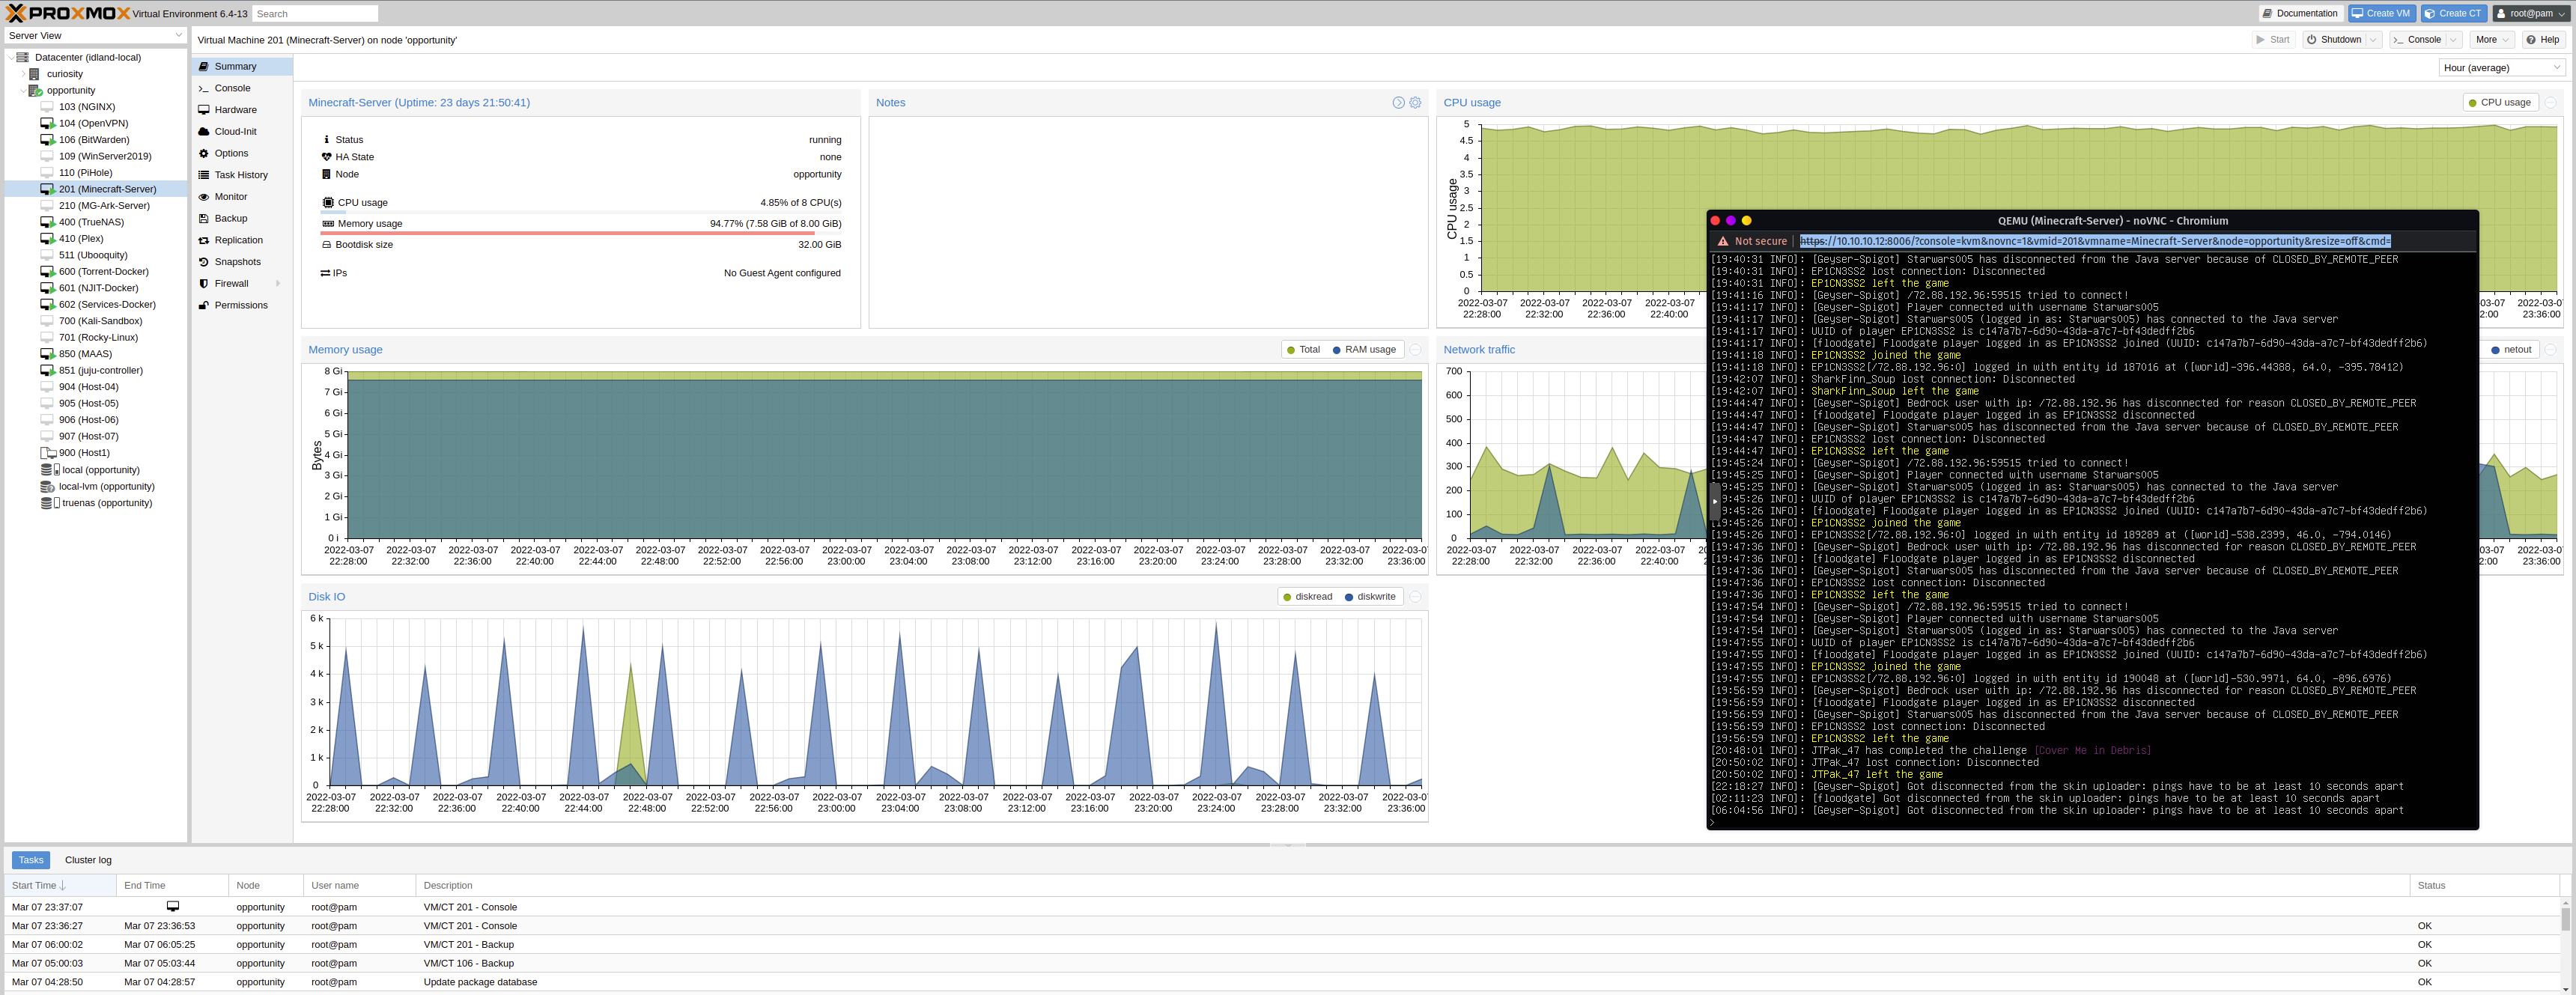 PROXMOX Virtual Environment 6.4-13 Search Documentation Create VM Create CT root@pam
Server View
Datacenter (idland-local)
curiosity
opportunity
103 (NGINX)
104 (OpenVPN)
106 (BitWarden)
109 (WinServer2019)
110 (PiHole)
201 (Minecraft-Server)
210 (MG-Ark-Server)
400 (TrueNAS)
410 (Plex)
511 (Ubooquity)
600 (Torrent-Docker)
601 (NJIT-Docker)
602 (Services-Docker)
700 (Kali-Sandbox)
701 (Rocky-Linux)
850 (MAAS)
851 (juju-controller)
904 (Host-04)
905 (Host-05)
906 (Host-06)
907 (Host-07)
900 (Host1)
local (opportunity)
local-lvm (opportunity)
truenas (opportunity)
Virtual Machine 201 (Minecraft-Server) on node 'opportunity' Start Shutdown Console More Help
Summary
Console
Hardware
Cloud-Init
Options
Task History
Monitor
Backup
Replication
Snapshots
Firewall
Permissions
Hour (average)
Minecraft-Server (Uptime: 23 days 21:50:41)
Status running
HA State none
Node opportunity
CPU usage 4.85% of 8 CPU(s)
Memory usage 94.77% (7.58 GiB of 8.00 GiB)
Bootdisk size 32.00 GiB
IPs No Guest Agent configured
Notes
CPU usage CPU usage
CPU usage
5
4.5
4
3.5
3
2.5
2
1.5
1
0.5
0
2022-03-07 2022-03-07 2022-03-07 2022-03-07 03-07 2022-03-07
22:28:00 22:32:00 22:36:00 22:40:00 2:00 23:36:00
Memory usage Total RAM usage
Bytes
8 Gi
7 Gi
6 Gi
5 Gi
4 Gi
3 Gi
2 Gi
1 Gi
0 i
2022-03-07 2022-03-07 2022-03-07 2022-03-07 2022-03-07 2022-03-07 2022-03-07 2022-03-07 2022-03-07 2022-03-07 2022-03-07 2022-03-07 2022-03-07 2022-03-07 2022-03-07 2022-03-07 2022-03-07 2022-03-07
22:28:00 22:32:00 22:36:00 22:40:00 22:44:00 22:48:00 22:52:00 22:56:00 23:00:00 23:04:00 23:08:00 23:12:00 23:16:00 23:20:00 23:24:00 23:28:00 23:32:00 23:36:00
Network traffic netout
700
600
500
400
300
200
100
0
2022-03-07 2022-03-07 2022-03-07 2022-03-07 20 03-07 2022-03-07
22:28:00 22:32:00 22:36:00 22:40:00 2:00 23:36:00
Disk IO diskread diskwrite
6 k
5 k
4 k
3 k
2 k
1 k
0
2022-03-07 2022-03-07 2022-03-07 2022-03-07 2022-03-07 2022-03-07 2022-03-07 2022-03-07 2022-03-07 2022-03-07 2022-03-07 2022-03-07 2022-03-07 2022-03-07 2022-03-07 2022-03-07 2022-03-07 2022-03-07
22:28:00 22:32:00 22:36:00 22:40:00 22:44:00 22:48:00 22:52:00 22:56:00 23:00:00 23:04:00 23:08:00 23:12:00 23:16:00 23:20:00 23:24:00 23:28:00 23:32:00 23:36:00
QEMU (Minecraft-Server) - noVNC - Chromium
Not secure https://10.10.10.12:8006/?console=kvm&novnc=1&vmid=201&vmname=Minecraft-Server&node=opportunity&resize=off&cmd=
[19:40:31 INFO]: [Geyser-Spigot] Starwars005 has disconnected from the Java server because of CLOSED_BY_REMOTE_PEER
[19:40:31 INFO]: EP1CN3SS2 lost connection: Disconnected
[19:40:31 INFO]: EP1CN3SS2 left the game
[19:41:16 INFO]: [Geyser-Spigot] /72.88.192.96:59515 tried to connect!
[19:41:17 INFO]: [Geyser-Spigot] Player connected with username Starwars005
[19:41:17 INFO]: [Geyser-Spigot] Starwars005 (logged in as: Starwars005) has connected to the Java server
[19:41:17 INFO]: UUID of player EP1CN3SS2 is c147a7b7-6d90-43da-a7c7-bf43dedff2b6
[19:41:17 INFO]: [floodgate] Floodgate player logged in as EP1CN3SS2 joined (UUID: c147a7b7-6d90-43da-a7c7-bf43dedff2b6)
[19:41:18 INFO]: EP1CN3SS2 joined the game
[19:41:18 INFO]: EP1CN3SS2[/72.88.192.96:0] logged in with entity id 187016 at ([world]-396.44388, 64.0, -395.78412)
[19:42:07 INFO]: SharkFinn_Soup lost connection: Disconnected
[19:42:07 INFO]: SharkFinn_Soup left the game
[19:44:47 INFO]: [Geyser-Spigot] Bedrock user with ip: /72.88.192.96 has disconnected for reason CLOSED_BY_REMOTE_PEER
[19:44:47 INFO]: [floodgate] Floodgate player logged in as EP1CN3SS2 disconnected
[19:44:47 INFO]: [Geyser-Spigot] Starwars005 has disconnected from the Java server because of CLOSED_BY_REMOTE_PEER
[19:44:47 INFO]: EP1CN3SS2 lost connection: Disconnected
[19:44:47 INFO]: EP1CN3SS2 left the game
[19:45:24 INFO]: [Geyser-Spigot] /72.88.192.96:59515 tried to connect!
[19:45:25 INFO]: [Geyser-Spigot] Player connected with username Starwars005
9:45:25 INFO]: [Geyser-Spigot] Starwars005 (logged in as: Starwars005) has connected to the Java server
9:45:26 INFO]: UUID of player EP1CN3SS2 is c147a7b7-6d90-43da-a7c7-bf43dedff2b6
9:45:26 INFO]: [floodgate] Floodgate player logged in as EP1CN3SS2 joined (UUID: c147a7b7-6d90-43da-a7c7-bf43dedff2b6)
[19:45:26 INFO]: EP1CN3SS2 joined the game
[19:45:26 INFO]: EP1CN3SS2[/72.88.192.96:0] logged in with entity id 189289 at ([world]-538.2399, 46.0, -794.0146)
[19:47:36 INFO]: [Geyser-Spigot] Bedrock user with ip: /72.88.192.96 has disconnected for reason CLOSED_BY_REMOTE_PEER
[19:47:36 INFO]: [floodgate] Floodgate player logged in as EP1CN3SS2 disconnected
[19:47:36 INFO]: [Geyser-Spigot] Starwars005 has disconnected from the Java server because of CLOSED_BY_REMOTE_PEER
[19:47:36 INFO]: EP1CN3SS2 lost connection: Disconnected
[19:47:36 INFO]: EP1CN3SS2 left the game
[19:47:54 INFO]: [Geyser-Spigot] /72.88.192.96:59515 tried to connect!
[19:47:54 INFO]: [Geyser-Spigot] Player connected with username Starwars005
[19:47:54 INFO]: [Geyser-Spigot] Starwars005 (logged in as: Starwars005) has connected to the Java server
[19:47:55 INFO]: UUID of player EP1CN3SS2 is c147a7b7-6d90-43da-a7c7-bf43dedff2b6
[19:47:55 INFO]: [floodgate] Floodgate player logged in as EP1CN3SS2 joined (UUID: c147a7b7-6d90-43da-a7c7-bf43dedff2b6)
[19:47:55 INFO]: EP1CN3SS2 joined the game
[19:47:55 INFO]: EP1CN3SS2[/72.88.192.96:0] logged in with entity id 190048 at ([world]-530.9971, 64.0, -896.6976)
[19:56:59 INFO]: [Geyser-Spigot] Bedrock user with ip: /72.88.192.96 has disconnected for reason CLOSED_BY_REMOTE_PEER
[19:56:59 INFO]: [floodgate] Floodgate player logged in as EP1CN3SS2 disconnected
[19:56:59 INFO]: [Geyser-Spigot] Starwars005 has disconnected from the Java server because of CLOSED_BY_REMOTE_PEER
[19:56:59 INFO]: EP1CN3SS2 lost connection: Disconnected
[19:56:59 INFO]: EP1CN3SS2 left the game
[20:48:01 INFO]: JTPak_47 has completed the challenge [Cover Me in Debris]
[20:50:02 INFO]: JTPak_47 lost connection: Disconnected
[20:50:02 INFO]: JTPak_47 left the game
[22:18:27 INFO]: [Geyser-Spigot] Got disconnected from the skin uploader: pings have to be at least 10 seconds apart
[02:11:23 INFO]: [floodgate] Got disconnected from the skin uploader: pings have to be at least 10 seconds apart
[06:04:56 INFO]: [Geyser-Spigot] Got disconnected from the skin uploader: pings have to be at least 10 seconds apart
>
Tasks Cluster log
Start Time End Time Node User name Description Status
Mar 07 23:37:07 opportunity root@pam VM/CT 201 - Console
Mar 07 23:36:27 Mar 07 23:36:53 opportunity root@pam VM/CT 201 - Console OK
Mar 07 06:00:02 Mar 07 06:05:25 opportunity root@pam VM/CT 201 - Backup OK
Mar 07 05:00:03 Mar 07 05:03:44 opportunity root@pam VM/CT 106 - Backup OK
Mar 07 04:28:50 Mar 07 04:28:57 opportunity root@pam Update package database OK